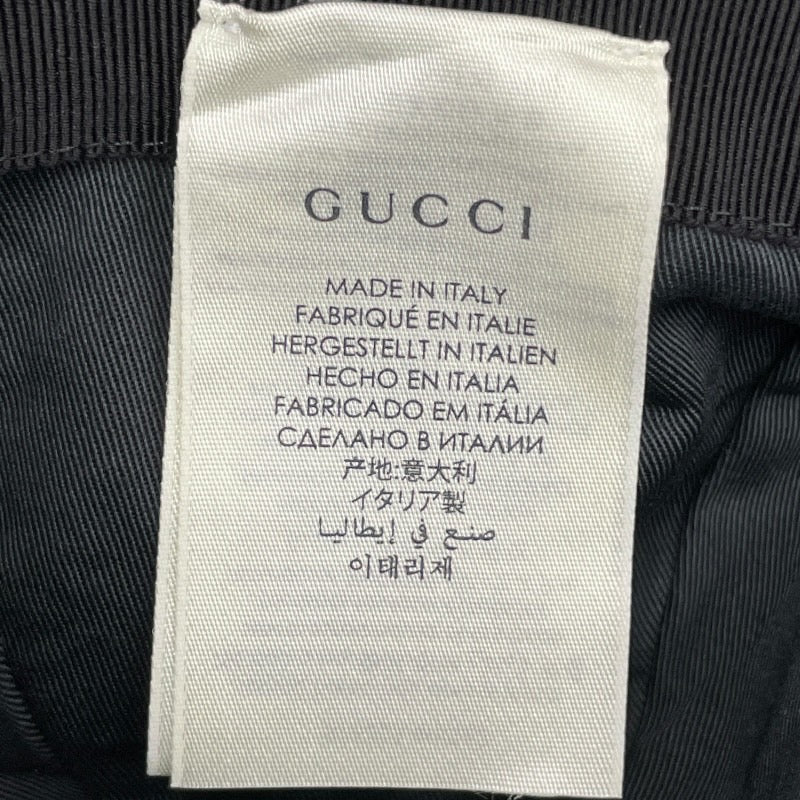 GUCCI
MADE IN ITALY
FABRIQUÉ EN ITALIE
HERGESTELLT IN ITALIEN
HECHO EN ITALIA
FABRICADO EM ITÁLIA
СДЕЛАНО В ИТАЛИИ
产地:意大利
イタリア製
صنع في إيطاليا
이태리제